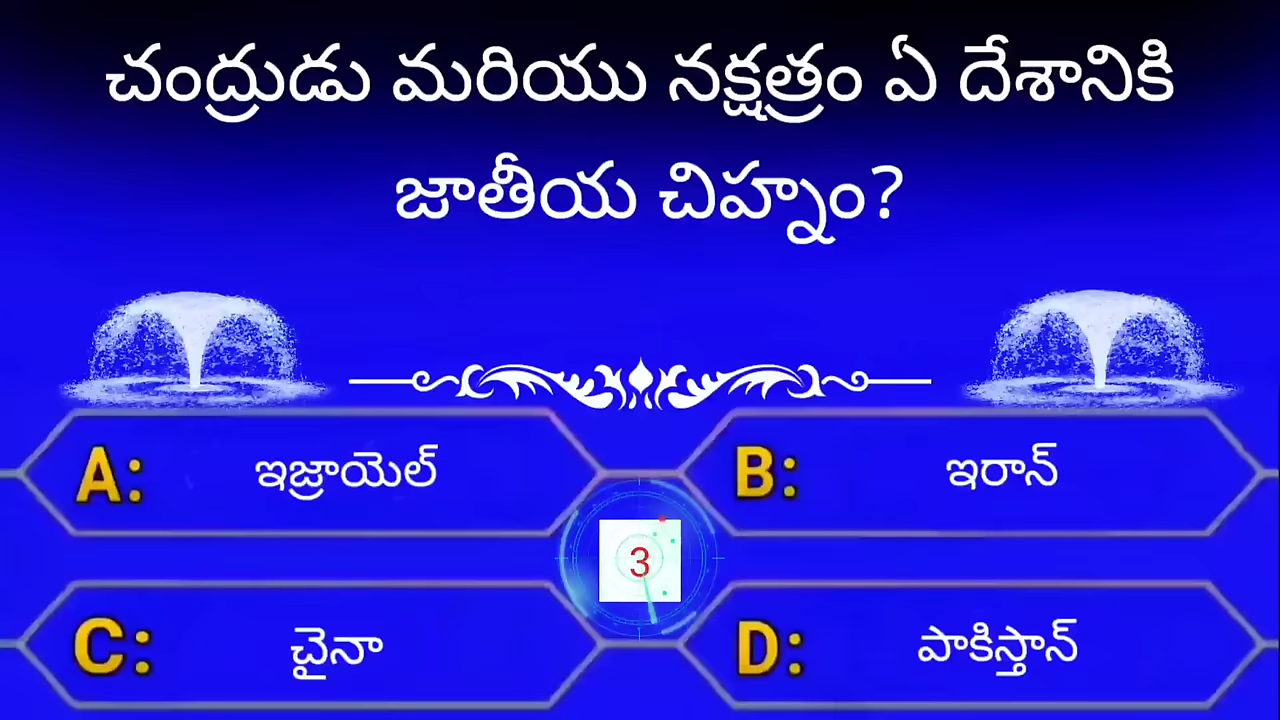 చంద్రుడు మరియు నక్షత్రం ఏ దేశానికి
జాతీయ చిహ్నం?
A: ఇజ్రాయెల్
B: ఇరాన్
3
C: చైనా
D: పాకిస్తాన్